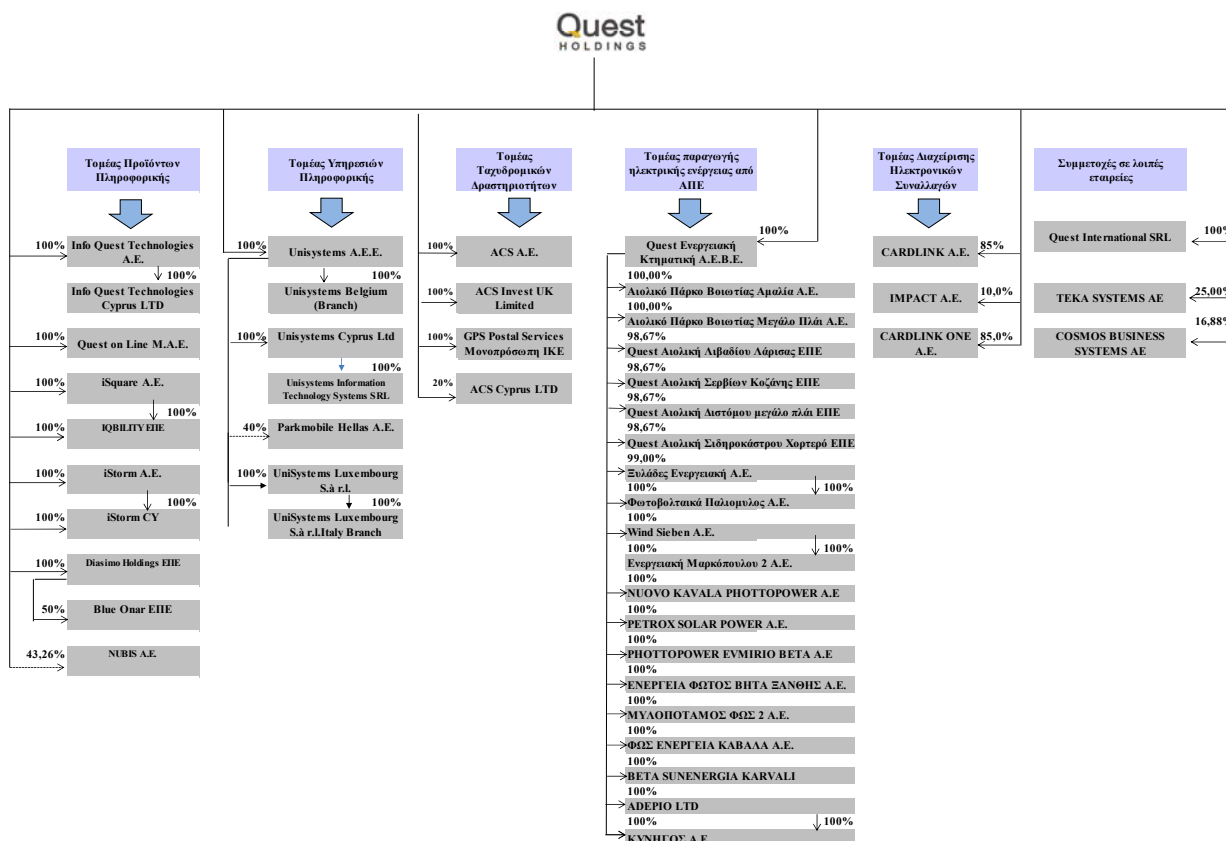 Quest
HOLDINGS
Τομέας Προϊόντων
Πληροφορικής
100%
Info Quest Technologies
Α.Ε.
100%
Info Quest Technologies
Cyprus LTD
100%
Quest on Line Μ.Α.Ε.
100%
iSquare Α.Ε.
100%
100%
IQBILITY ΕΠΕ
100%
iStorm Α.Ε.
100%
100%
iStorm CY
100%
Diasimo Holdings ΕΠΕ
50%
Blue Onar ΕΠΕ
43,26%
NUBIS Α.Ε.
Τομέας Υπηρεσιών
Πληροφορικής
100%
Unisystems Α.Ε.Ε.
100%
Unisystems Belgium
(Branch)
100%
Unisystems Cyprus Ltd
100%
Unisystems Information
Technology Systems SRL
40%
Parkmobile Hellas Α.Ε.
100%
UniSystems Luxembourg
S.à r.l.
100%
UniSystems Luxembourg
S.à r.l.Italy Branch
Τομέας
Ταχυδρομικών
Δραστηριοτήτων
100%
ACS Α.Ε.
100%
ACS Invest UK
Limited
100%
GPS Postal Services
Μονοπρόσωπη ΙΚΕ
20%
ACS Cyprus LTD
Τομέας παραγωγής
ηλεκτρικής ενέργειας από
ΑΠΕ
100%
Quest Ενεργειακή
Κτηματική Α.Ε.Β.Ε.
100,00%
Αιολικό Πάρκο Βοιωτίας Αμαλία Α.Ε.
100,00%
Αιολικό Πάρκο Βοιωτίας Μεγάλο Πλάι Α.Ε.
98,67%
Quest Αιολική Λιβαδίου Λάρισας ΕΠΕ
98,67%
Quest Αιολική Σερβίων Κοζάνης ΕΠΕ
98,67%
Quest Αιολική Διστόμου μεγάλο πλάι ΕΠΕ
98,67%
Quest Αιολική Σιδηροκάστρου Χορτερό ΕΠΕ
99,00%
Ξυλάδες Ενεργειακή Α.Ε.
100%
100%
Φωτοβολταικά Παλιομυλος Α.Ε.
100%
Wind Sieben Α.Ε.
100%
100%
Ενεργειακή Μαρκόπουλου 2 Α.Ε.
100%
NUOVO KAVALA PHOTTOPOWER Α.Ε
100%
PETROX SOLAR POWER Α.Ε.
100%
PHOTTOPOWER EVMIRIO BETA Α.Ε
100%
ΕΝΕΡΓΕΙΑ ΦΩΤΟΣ ΒΗΤΑ ΞΑΝΘΗΣ Α.Ε.
100%
ΜΥΛΟΠΟΤΑΜΟΣ ΦΩΣ 2 Α.Ε.
100%
ΦΩΣ ΕΝΕΡΓΕΙΑ ΚΑΒΑΛΑ Α.Ε.
100%
BETA SUNENERGIA KARVALI
100%
ADEPIO LTD
100%
100%
ΚΥΝΗΓΟΣ Α.Ε
Τομέας Διαχείρισης
Ηλεκτρονικών
Συναλλαγών
CARDLINK Α.Ε.
85%
IMPACT Α.Ε.
10,0%
CARDLINK ONE
Α.Ε.
85,0%
Συμμετοχές σε λοιπές
εταιρείες
Quest International SRL
100%
TEKA SYSTEMS ΑΕ
25,00%
COSMOS BUSINESS
SYSTEMS ΑΕ
16,88%